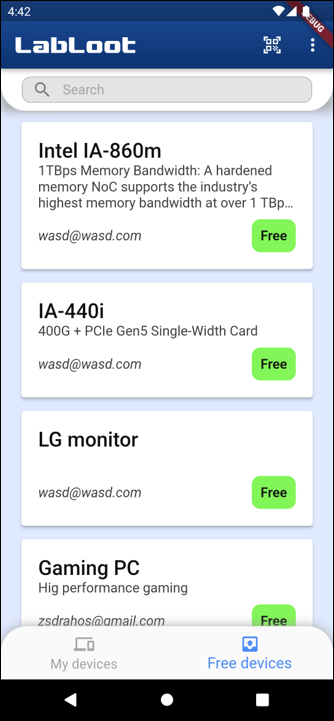 4:42
DEBUG
LabLoot
Search
Intel IA-860m
1TBps Memory Bandwidth: A hardened
memory NoC supports the industry's
highest memory bandwidth at over 1 TBp…
wasd@wasd.com
Free
IA-440i
400G + PCIe Gen5 Single-Width Card
wasd@wasd.com
Free
LG monitor
wasd@wasd.com
Free
Gaming PC
Hig performance gaming
zsdrahos@gmail.com
Free
My devices
Free devices